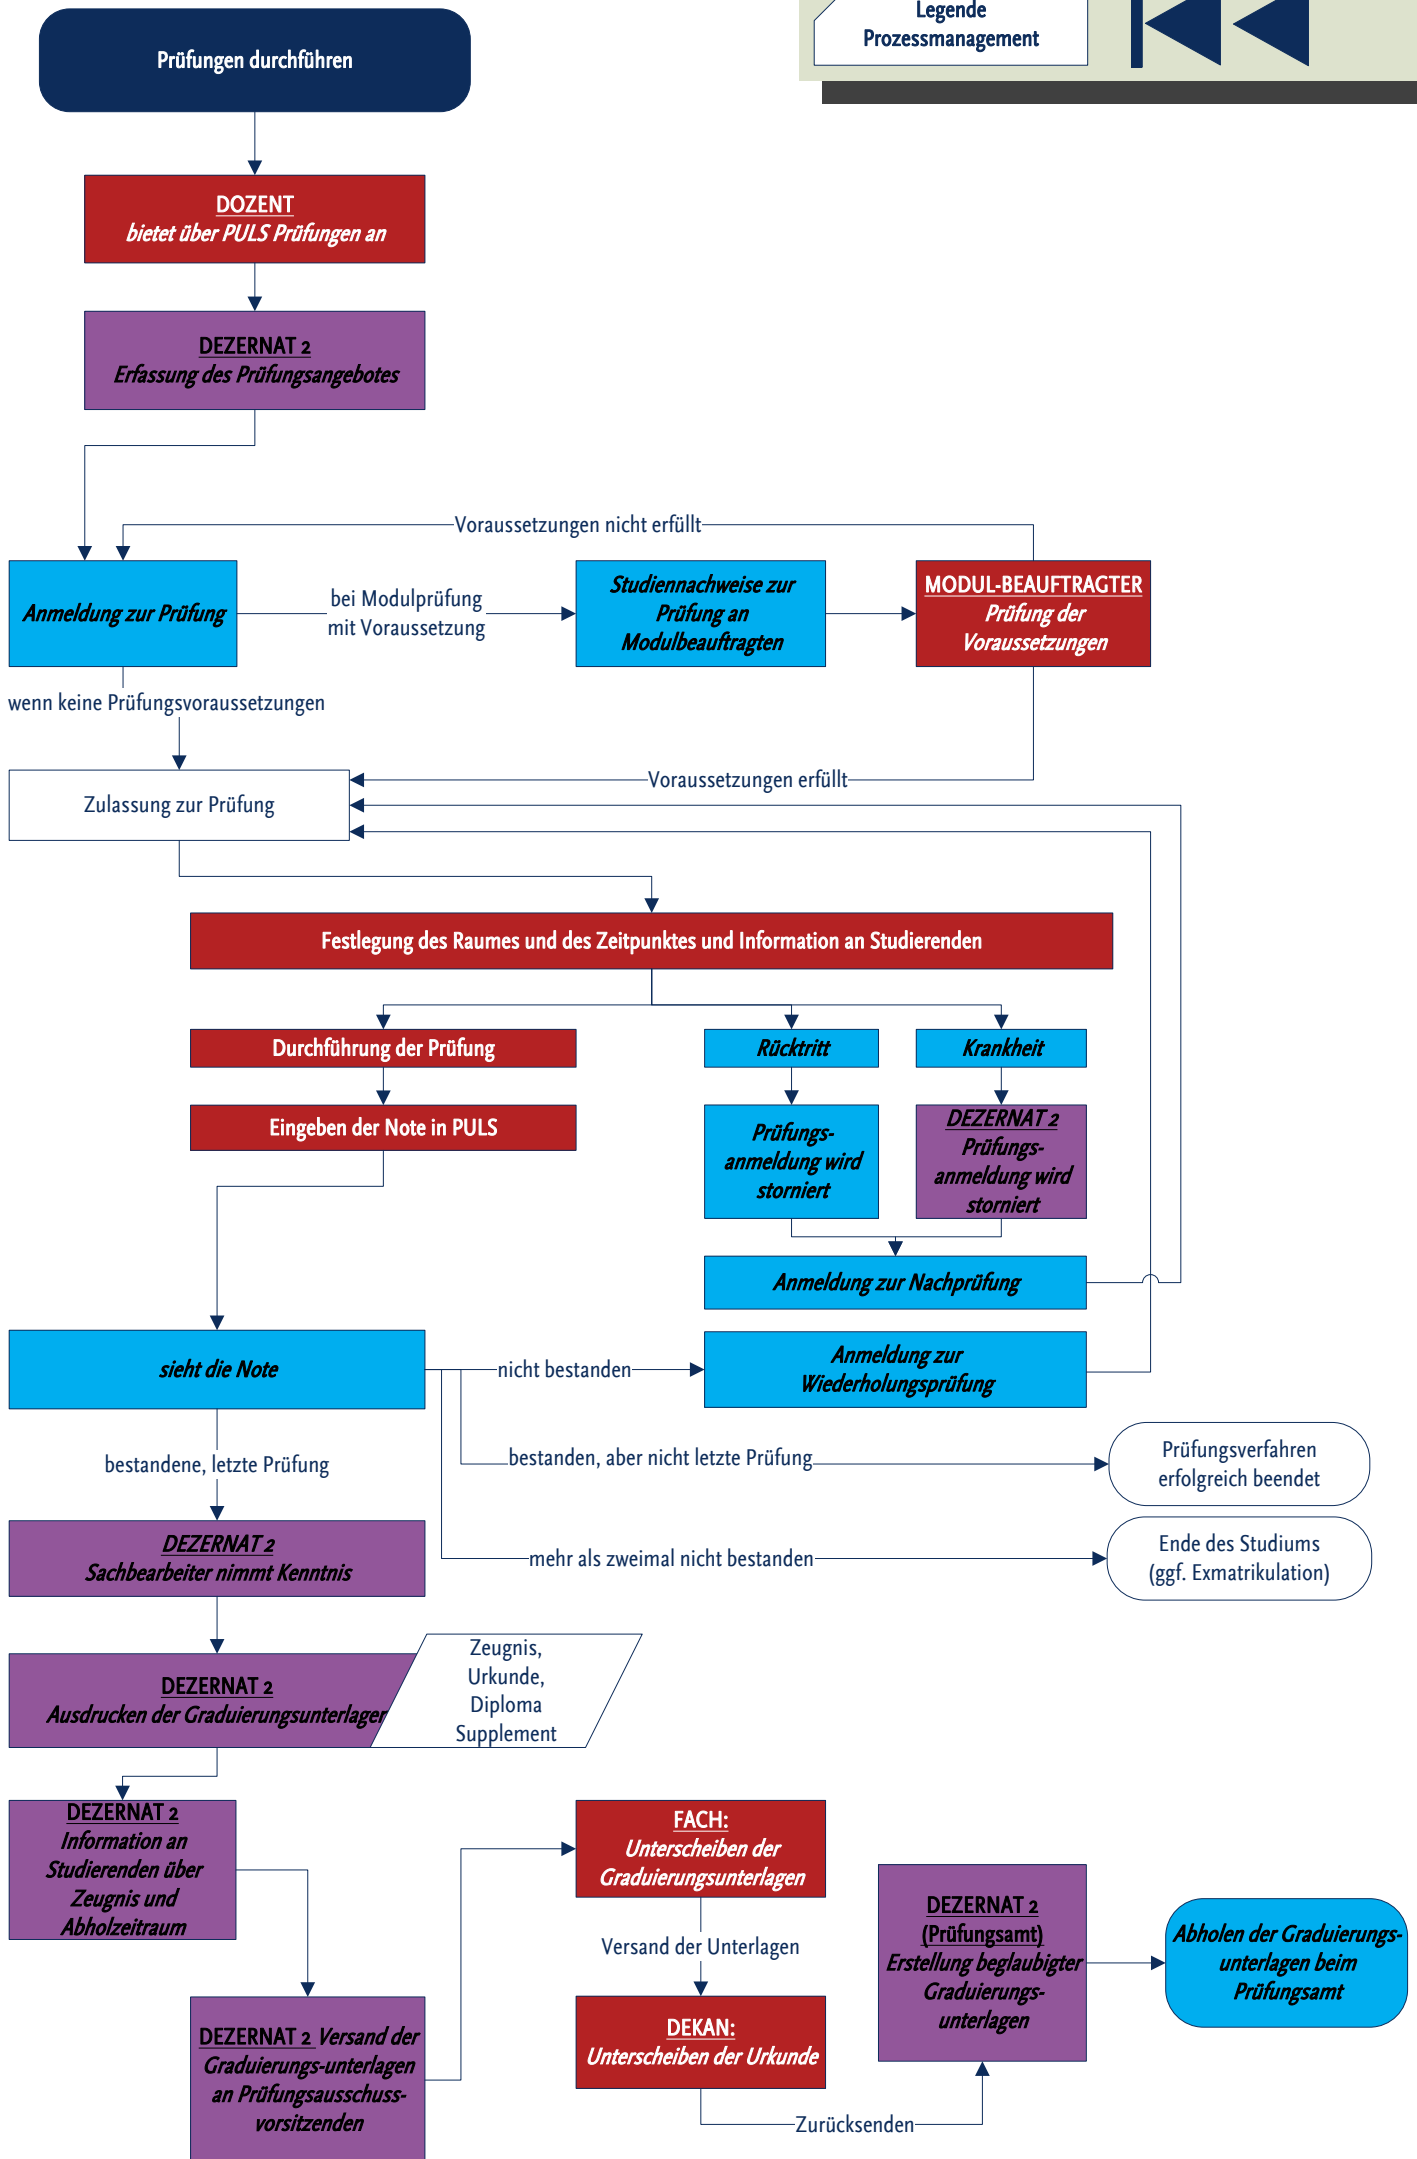 Legende
Prozessmanagement
Prüfungen durchführen
DOZENT
bietet über PULS Prüfungen an
DEZERNAT 2
Erfassung des Prüfungsangebotes
Voraussetzungen nicht erfüllt
Anmeldung zur Prüfung
bei Modulprüfung
mit Voraussetzung
Studiennachweise zur
Prüfung an
Modulbeauftragten
MODUL-BEAUFTRAGTER
Prüfung der
Voraussetzungen
wenn keine Prüfungsvoraussetzungen
Voraussetzungen erfüllt
Zulassung zur Prüfung
Festlegung des Raumes und des Zeitpunktes und Information an Studierenden
Durchführung der Prüfung
Rücktritt
Krankheit
Eingeben der Note in PULS
Prüfungs-
anmeldung wird
storniert
DEZERNAT 2
Prüfungs-
anmeldung wird
storniert
Anmeldung zur Nachprüfung
sieht die Note
nicht bestanden
Anmeldung zur
Wiederholungsprüfung
bestanden, aber nicht letzte Prüfung
Prüfungsverfahren
erfolgreich beendet
bestandene, letzte Prüfung
DEZERNAT 2
Sachbearbeiter nimmt Kenntnis
mehr als zweimal nicht bestanden
Ende des Studiums
(ggf. Exmatrikulation)
DEZERNAT 2
Ausdrucken der Graduierungsunterlagen
Zeugnis,
Urkunde,
Diploma
Supplement
DEZERNAT 2
Information an
Studierenden über
Zeugnis und
Abholzeitraum
DEZERNAT 2 Versand der
Graduierungs-unterlagen
an Prüfungsausschuss-
vorsitzenden
FACH:
Unterscheiben der
Graduierungsunterlagen
Versand der Unterlagen
DEKAN:
Unterscheiben der Urkunde
Zurücksenden
DEZERNAT 2
(Prüfungsamt)
Erstellung beglaubigter
Graduierungs-
unterlagen
Abholen der Graduierungs-
unterlagen beim
Prüfungsamt